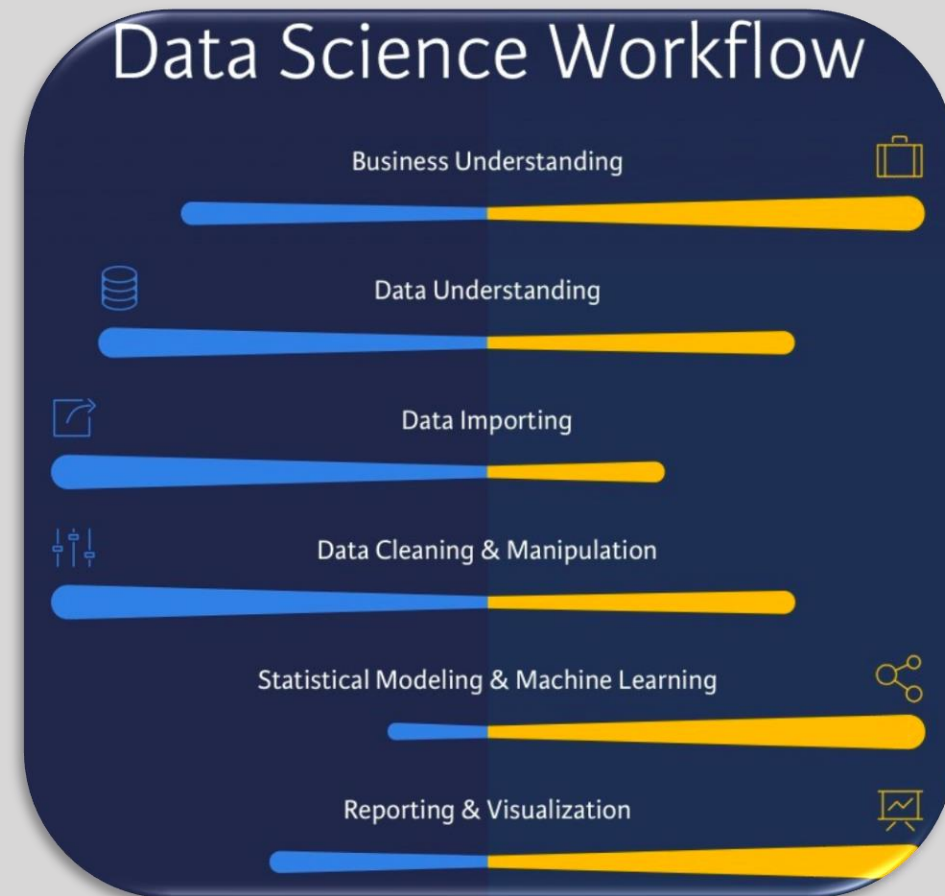 Data Science Workflow
Business Understanding
Data Understanding
Data Importing
Data Cleaning & Manipulation
Statistical Modeling & Machine Learning
Reporting & Visualization